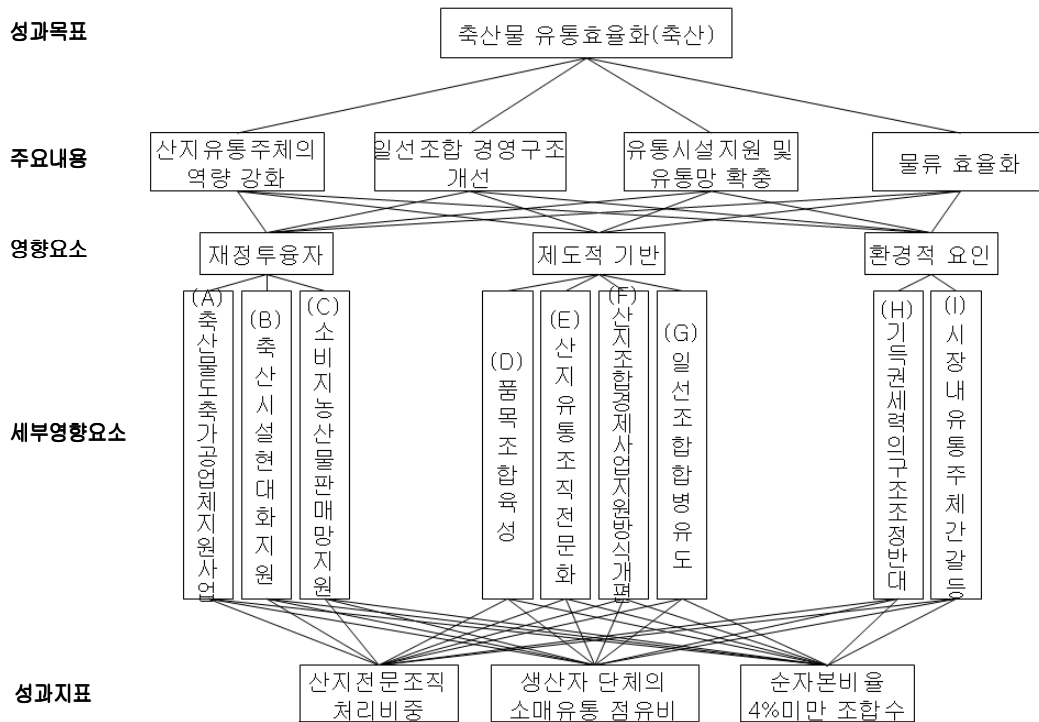 성과목표
축산물 유통효율화(축산)
주요내용
산지유통주체의
역량 강화
일선조합 경영구조
개선
유통시설지원 및
유통망 확충
물류 효율화
영향요소
재정투융자
제도적 기반
환경적 요인
세부영향요소
(A)축산물도축가공업체지원사업
(B)축산시설현대화지원
(C)소비지농산물판매망지원
(D)품목조합육성
(E)산지유통조직전문화
(F)산지조합경제사업지원방식개편
(G)일선조합합병유도
(H)기득권세력의구조조정반대
(I)시장내유통주체간갈등
성과지표
산지전문조직
처리비중
생산자 단체의
소매유통 점유비
순자본비율
4%미만 조합수